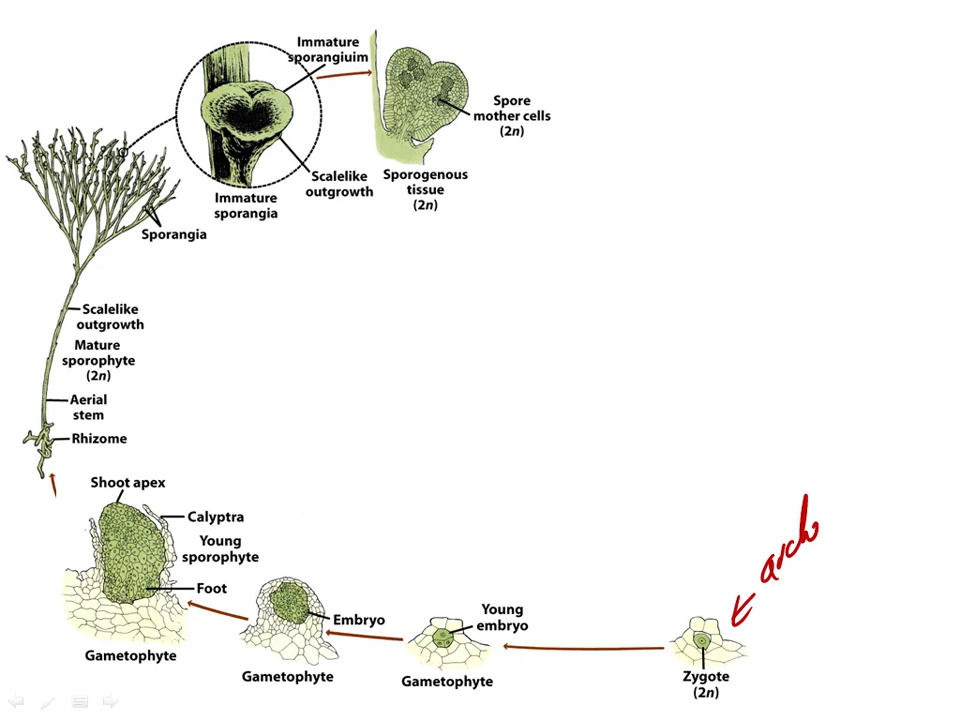 Immature
sporangiuim
Spore
mother cells
(2n)
Scalelike
outgrowth
Sporogenous
tissue
(2n)
Immature
sporangia
Sporangia
Scalelike
outgrowth
Mature
sporophyte
(2n)
Aerial
stem
Rhizome
Shoot apex
Calyptra
Young
sporophyte
Foot
Gametophyte
Embryo
Gametophyte
Young
embryo
Gametophyte
arch
Zygote
(2n)